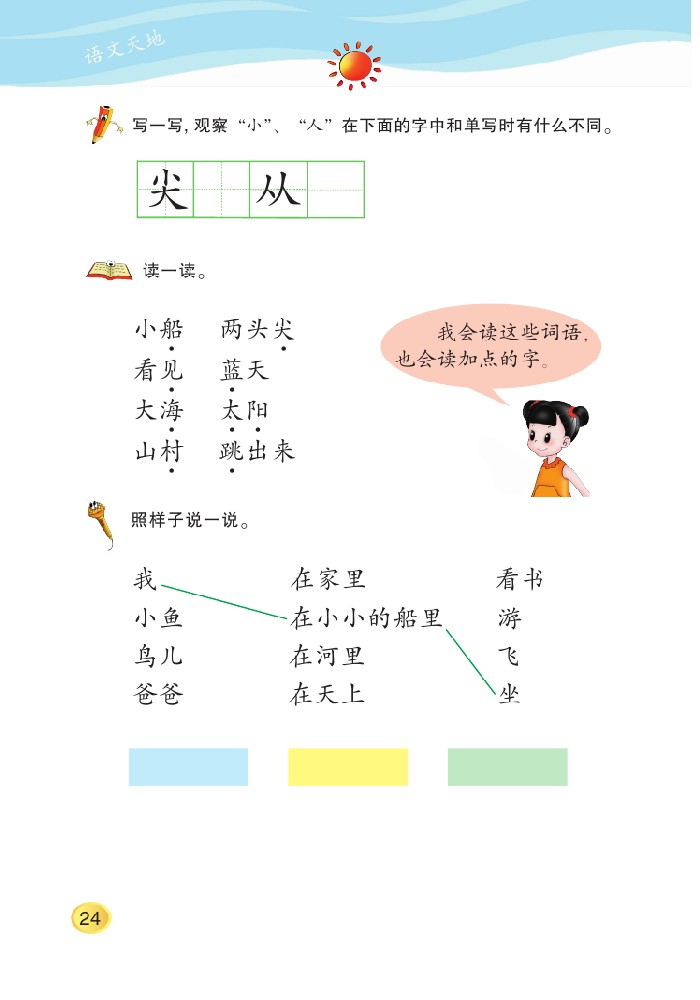 语文天地
写一写,观察“小”、“人”在下面的字中和单写时有什么不同。
尖 从
读一读。
小船 两头尖
看见 蓝天
大海 太阳
山村 跳出来
我会读这些词语,
也会读加点的字。
照样子说一说。
我 在家里 看书
小鱼 在小小的船里 游
鸟儿 在河里 飞
爸爸 在天上 坐
24